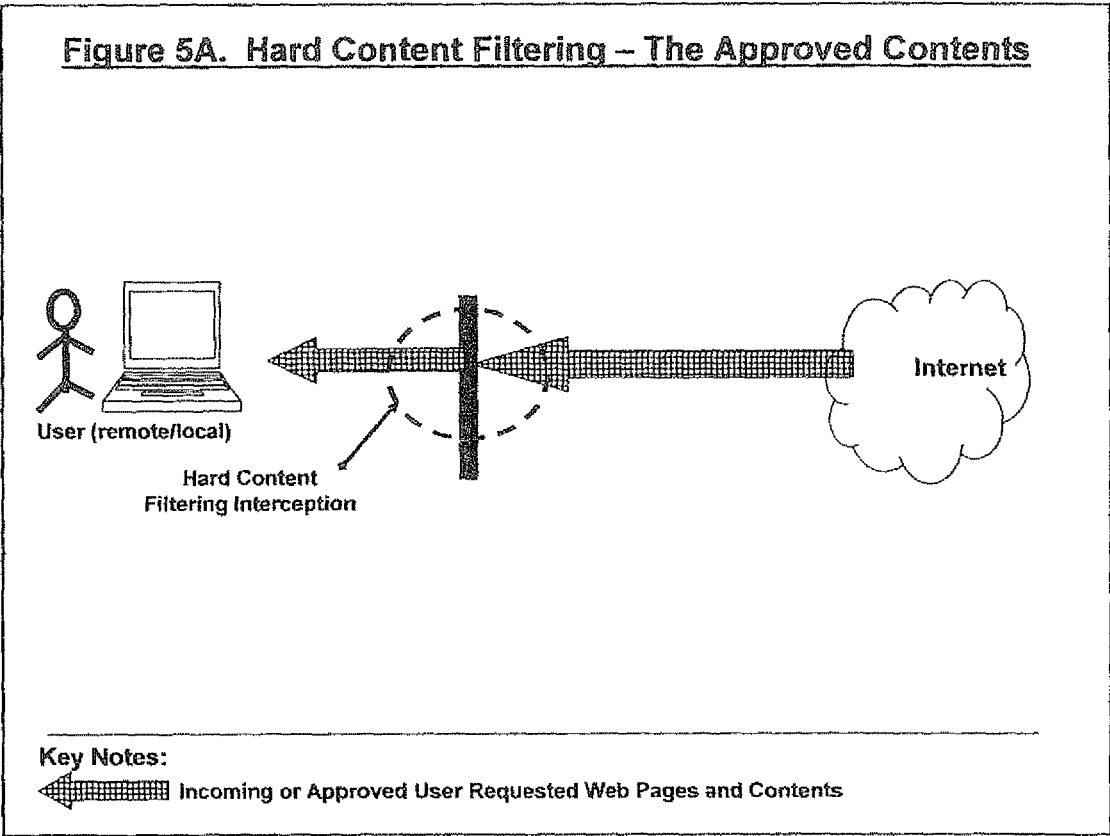 Figure 5A. Hard Content Filtering – The Approved Contents
Internet
User (remote/local)
Hard Content
Filtering Interception
Key Notes:
Incoming or Approved User Requested Web Pages and Contents